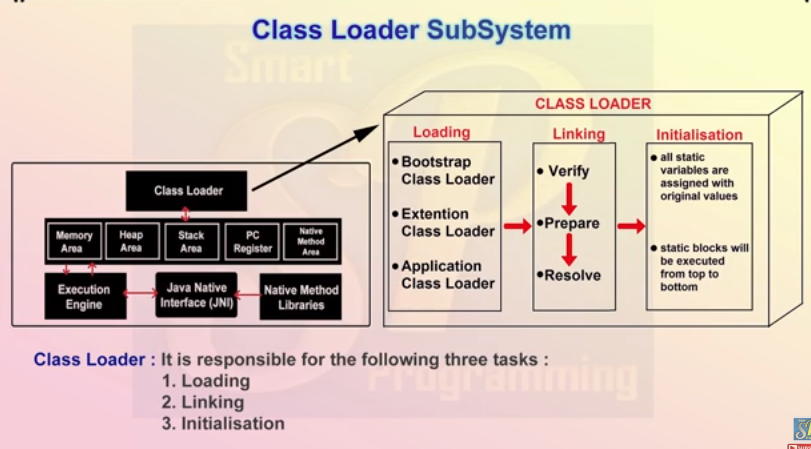 Class Loader SubSystem
Smart
SP
Programming
Class Loader
Memory
Area
Heap
Area
Stack
Area
PC
Register
Native
Method
Area
Execution
Engine
Java Native
Interface (JNI)
Native Method
Libraries
CLASS LOADER
Loading
• Bootstrap
Class Loader
• Extention
Class Loader
• Application
Class Loader
Linking
• Verify
•Prepare
•Resolve
Initialisation
• all static
variables are
assigned with
original values
• static blocks will
be executed
from top to
bottom
Class Loader : It is responsible for the following three tasks :
1. Loading
2. Linking
3. Initialisation